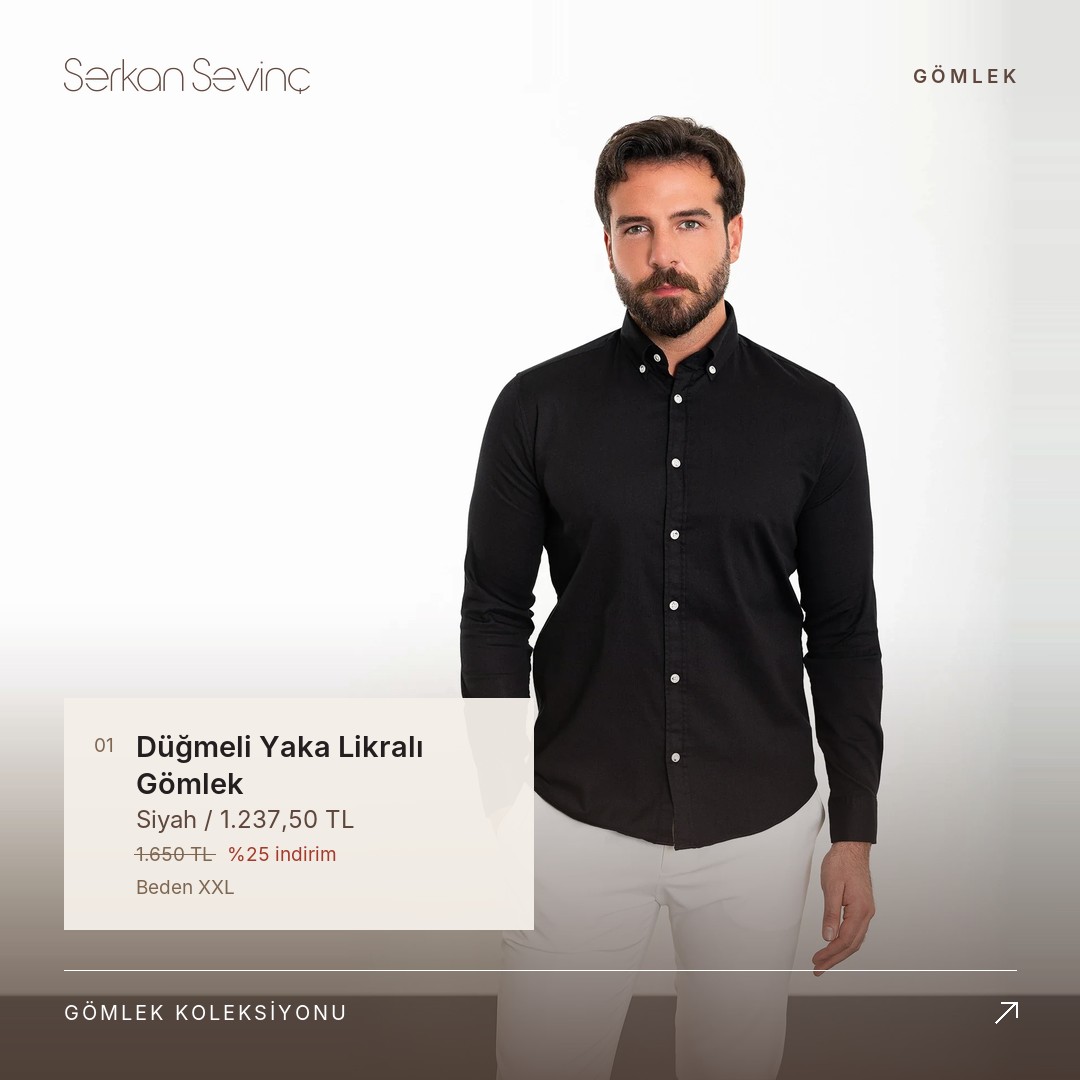 Serkan Sevinç
GÖMLEK
01
Düğmeli Yaka Likralı
Gömlek
Siyah / 1.237,50 TL
1.650 TL %25 indirim
Beden XXL
GÖMLEK KOLEKSİYONU